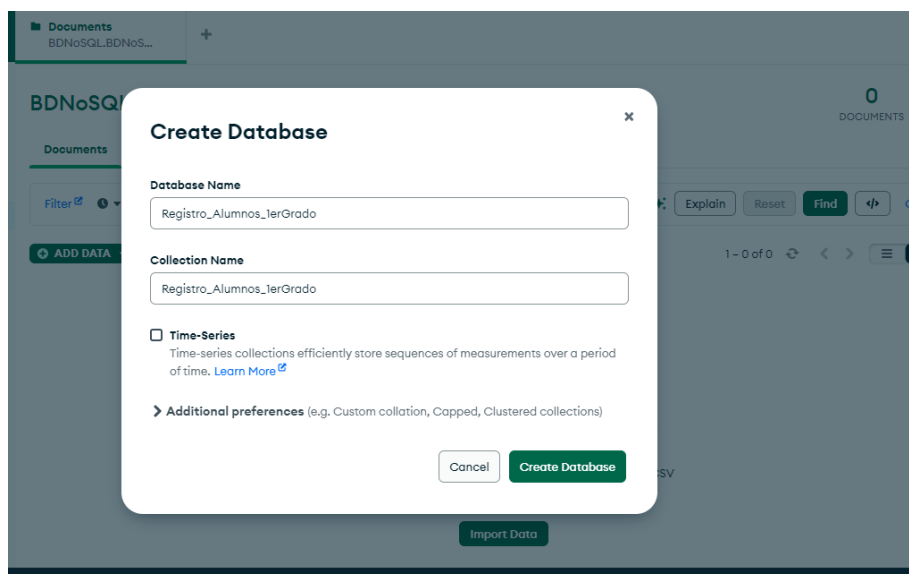 Documents
BDNoSQL.BDNoS...
+
BDNoSQL
0
DOCUMENTS
Documents
Filter
Explain
Reset
Find
</>
ADD DATA
1 – 0 of 0
Create Database
Database Name
Registro_Alumnos_1erGrado
Collection Name
Registro_Alumnos_1erGrado
Time-Series
Time-series collections efficiently store sequences of measurements over a period
of time. Learn More
Additional preferences (e.g. Custom collation, Capped, Clustered collections)
Cancel
Create Database
CSV
Import Data